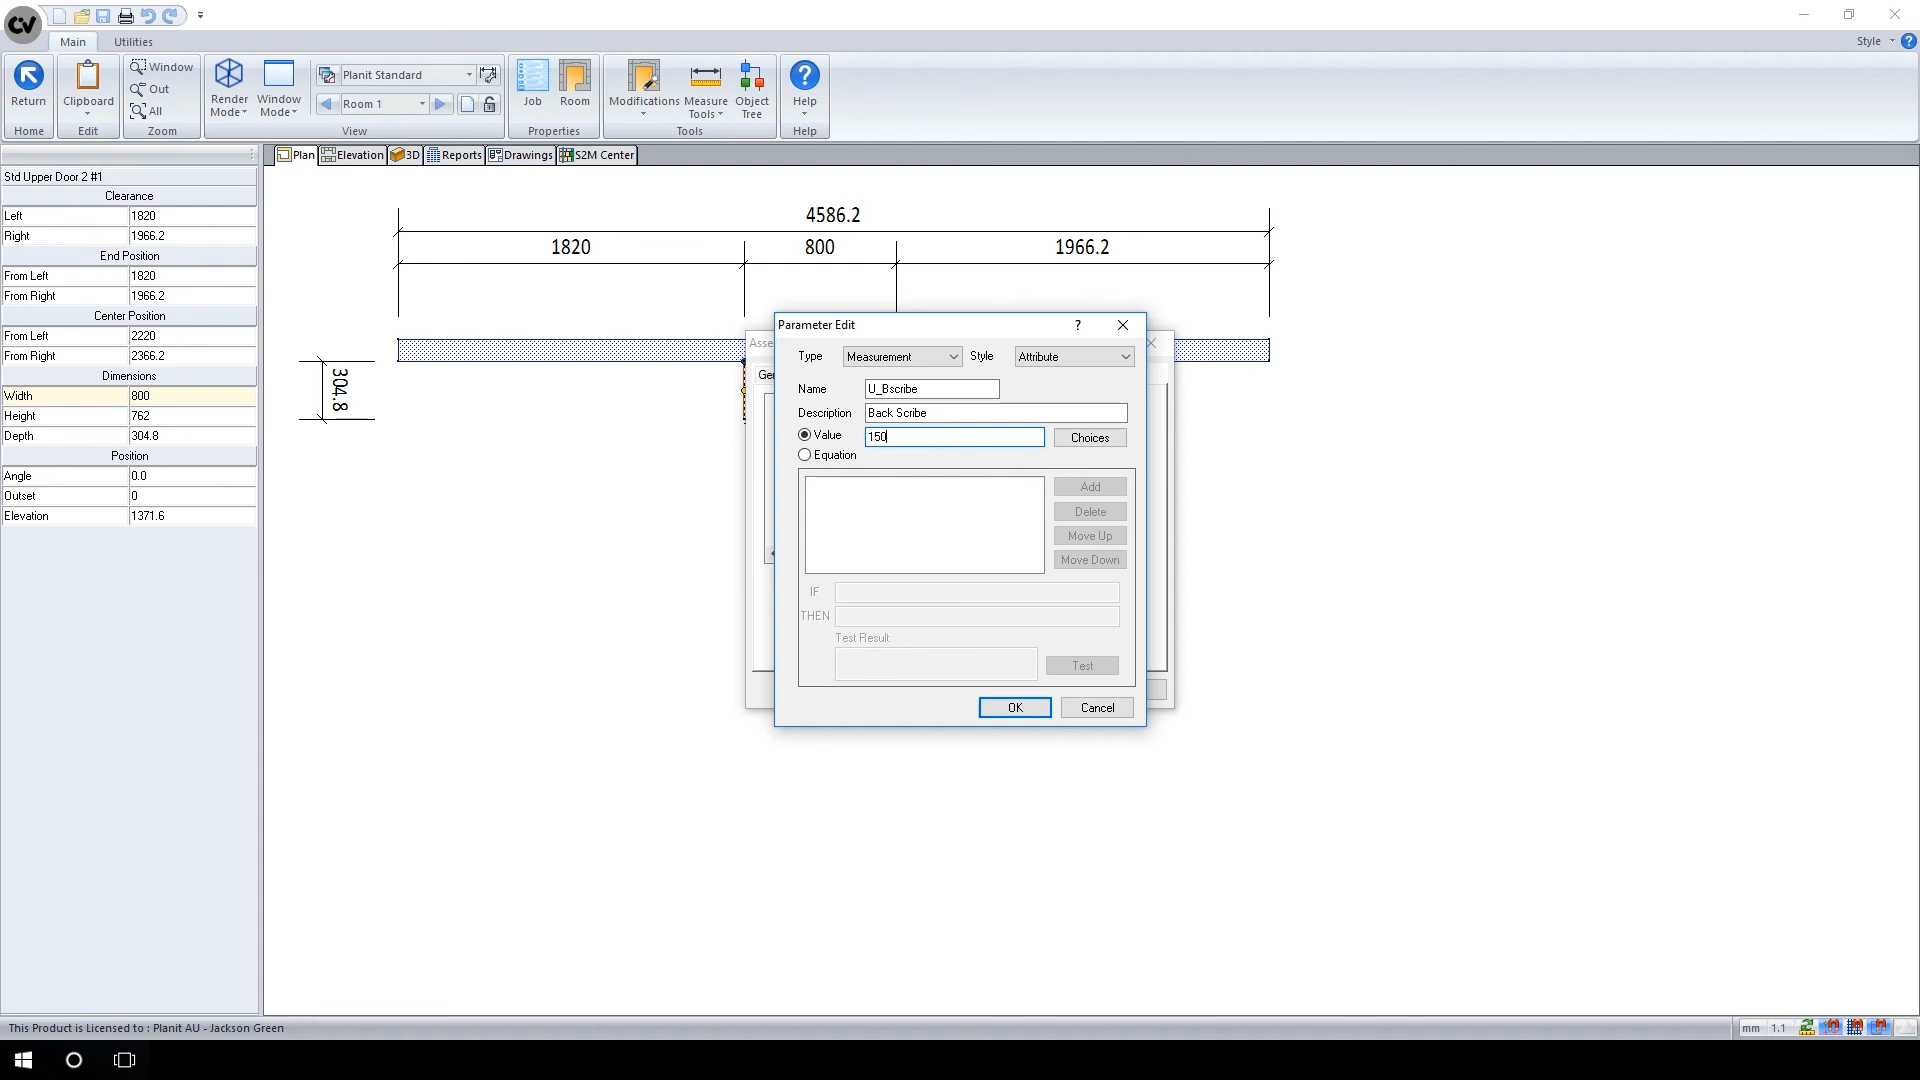 CV
Main
Utilities
Style
Return
Clipboard
Window
Out
All
Render
Mode
Window
Mode
Planit Standard
Room 1
Job
Room
Modifications
Measure
Tools
Object
Tree
Help
Home
Edit
Zoom
View
Properties
Tools
Help
Plan
Elevation
3D
Reports
Drawings
S2M Center
Std Upper Door 2 #1
Clearance
Left 1820
Right 1966.2
End Position
From Left 1820
From Right 1966.2
Center Position
From Left 2220
From Right 2366.2
Dimensions
Width 800
Height 762
Depth 304.8
Position
Angle 0.0
Outset 0
Elevation 1371.6
4586.2
1820 800 1966.2
304.8
Asse
Ge
Parameter Edit ?
Type Measurement Style Attribute
Name U_Bscribe
Description Back Scribe
Value 150 Choices
Equation
Add
Delete
Move Up
Move Down
IF
THEN
Test Result
Test
OK Cancel
This Product is Licensed to : Planit AU - Jackson Green
mm 1.1